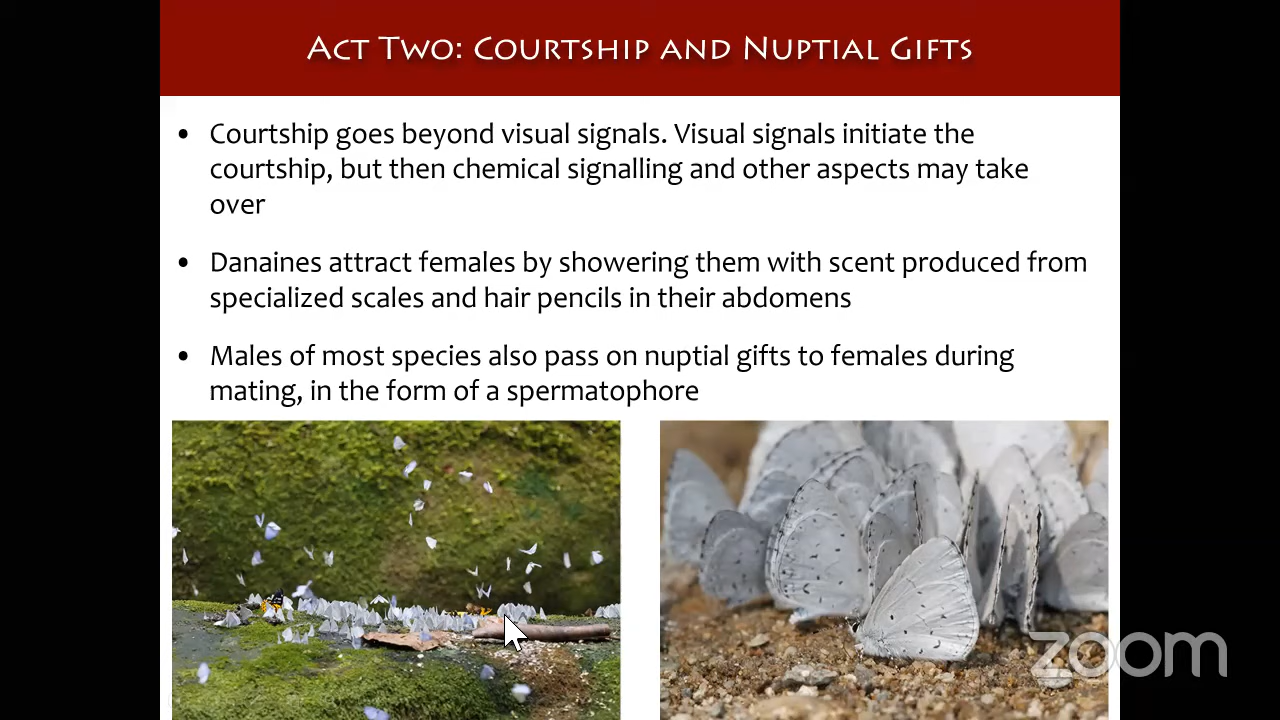 Act Two: Courtship and Nuptial Gifts
• Courtship goes beyond visual signals. Visual signals initiate the
courtship, but then chemical signalling and other aspects may take
over
• Danaines attract females by showering them with scent produced from
specialized scales and hair pencils in their abdomens
• Males of most species also pass on nuptial gifts to females during
mating, in the form of a spermatophore
zoom